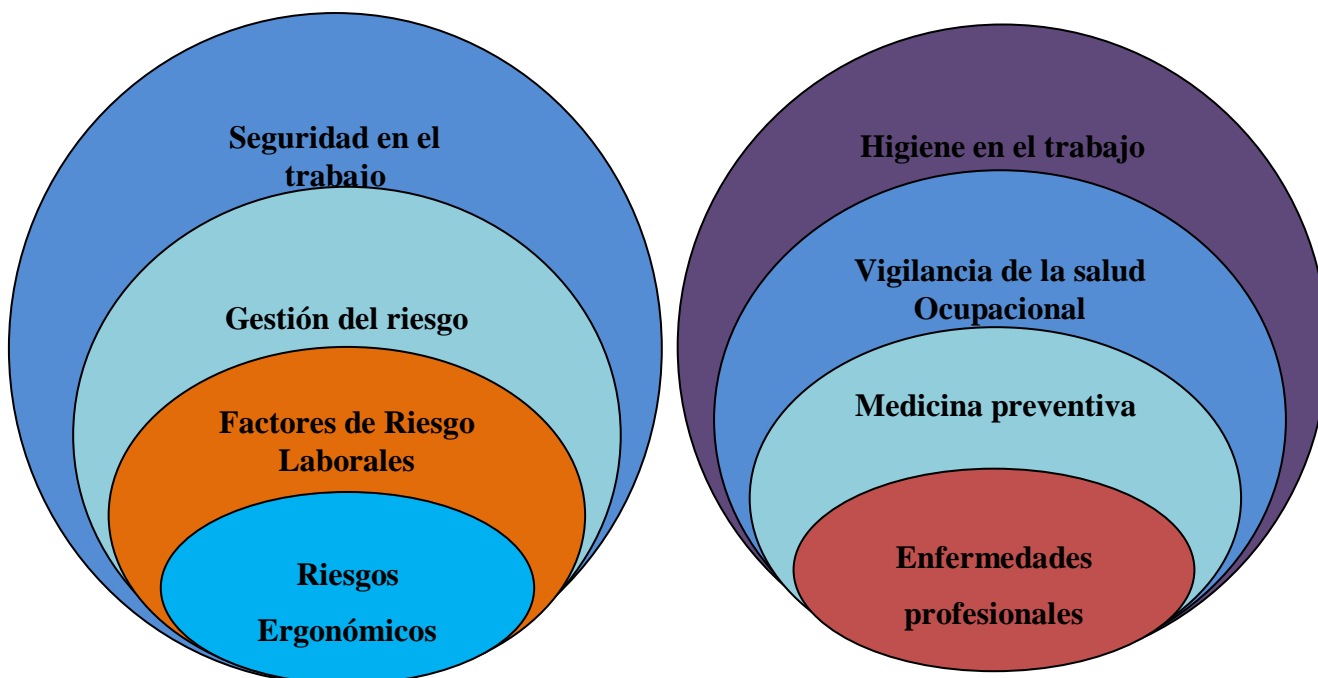 Seguridad en el
trabajo
Gestión del riesgo
Factores de Riesgo
Laborales
Riesgos
Ergonómicos
Higiene en el trabajo
Vigilancia de la salud
Ocupacional
Medicina preventiva
Enfermedades
profesionales